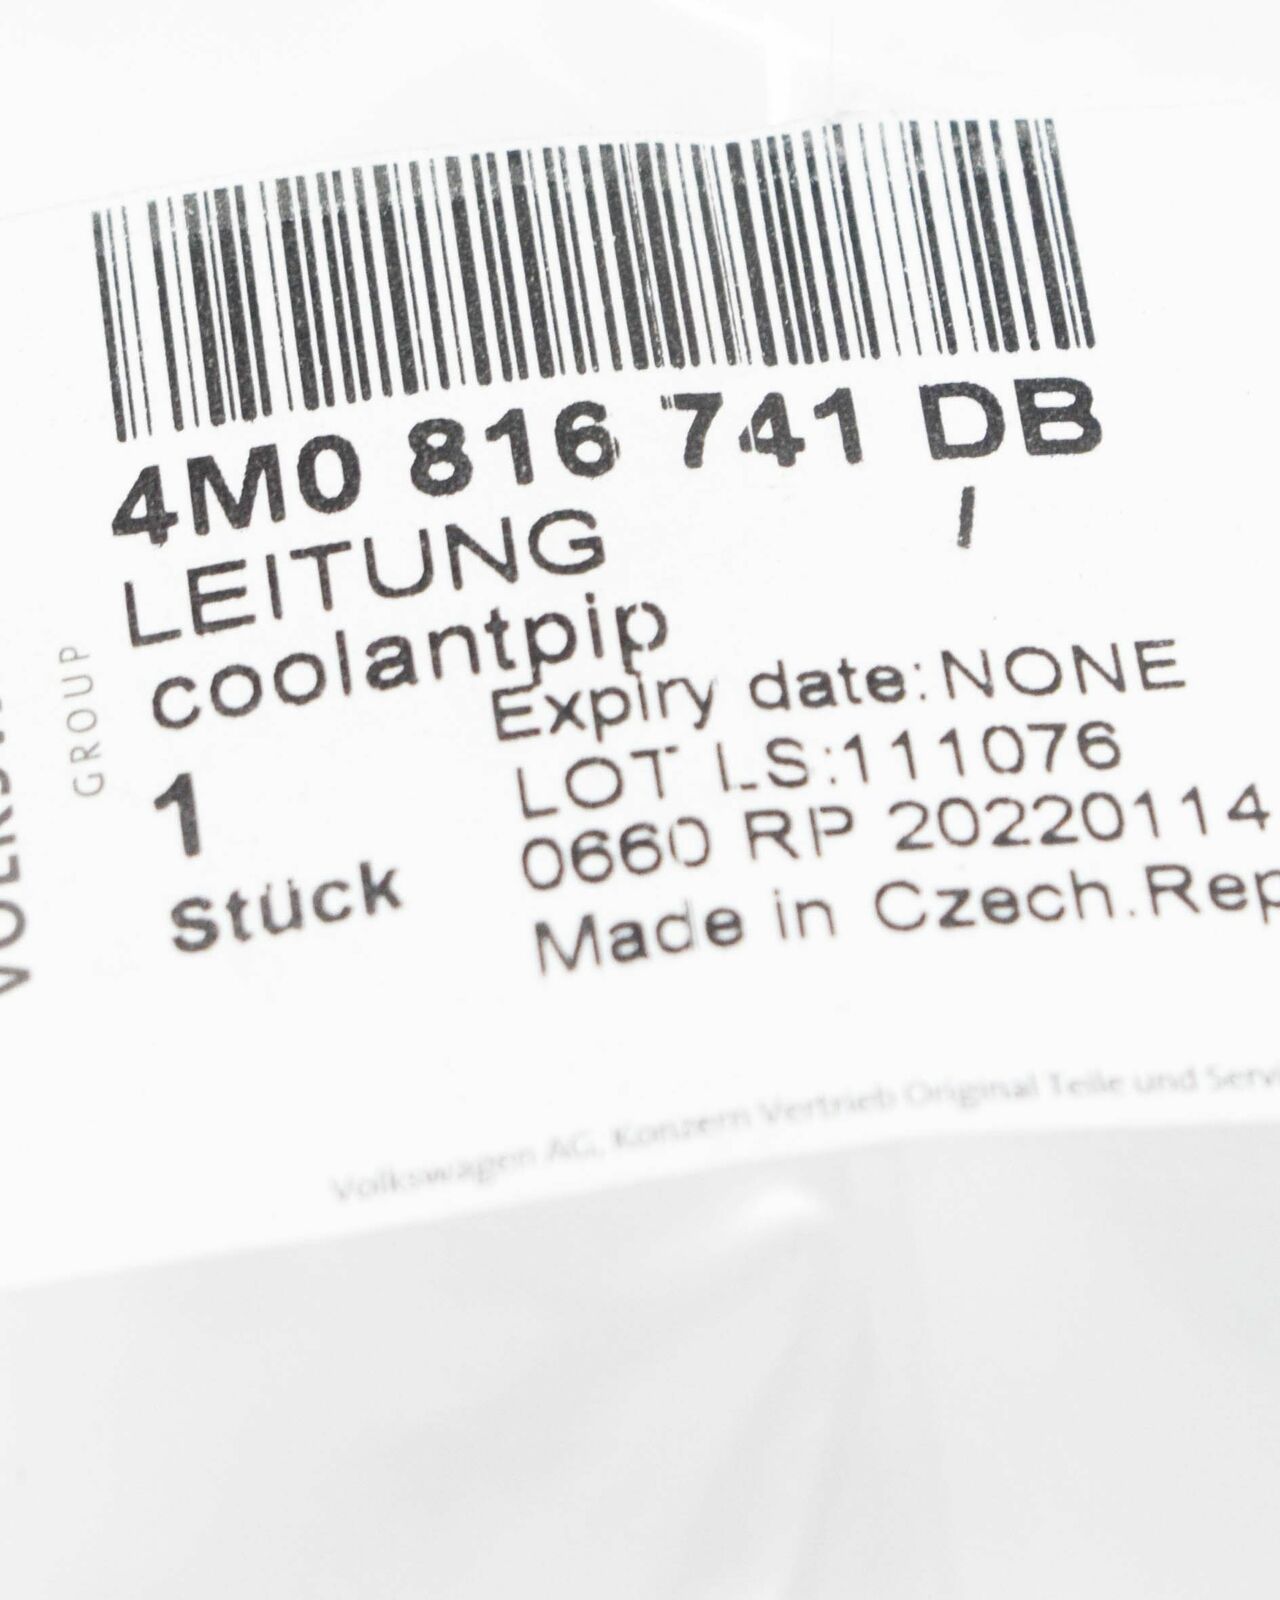 4M0 816 741 DB
I
LEITUNG
coolantpip
Expiry date:NONE
LOT LS:111076
0660 RP 20220114
Made in Czech.Rep
1
Stück
GROUP
Volkswagen AG, Konzern Vertrieb Original Teile und Servi